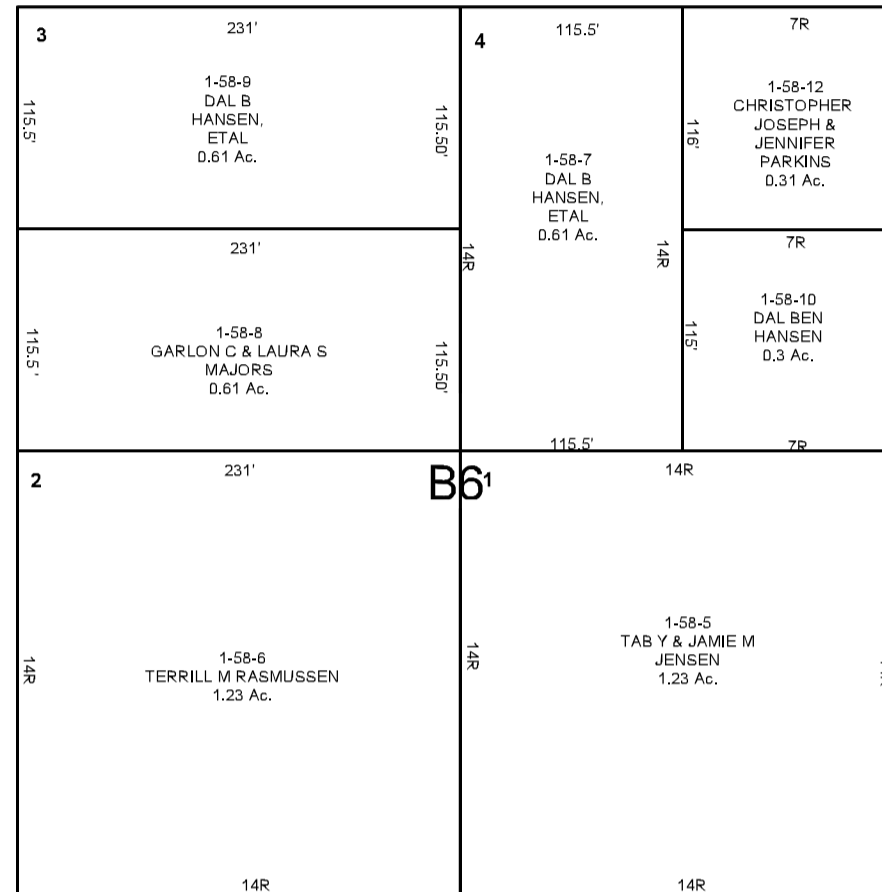 3
231'
115.5'
1-58-9
DAL B
HANSEN,
ETAL
0.61 Ac.
115.50'
231'
115.5 '
1-58-8
GARLON C & LAURA S
MAJORS
0.61 Ac.
115.50'
4
115.5'
1-58-7
DAL B
HANSEN,
ETAL
0.61 Ac.
14R
14R
115.5'
7R
116'
1-58-12
CHRISTOPHER
JOSEPH &
JENNIFER
PARKINS
0.31 Ac.
7R
115'
1-58-10
DAL BEN
HANSEN
0.3 Ac.
7R
B6
2
231'
14R
1-58-6
TERRILL M RASMUSSEN
1.23 Ac.
14R
1
14R
14R
1-58-5
TAB Y & JAMIE M
JENSEN
1.23 Ac.
14R